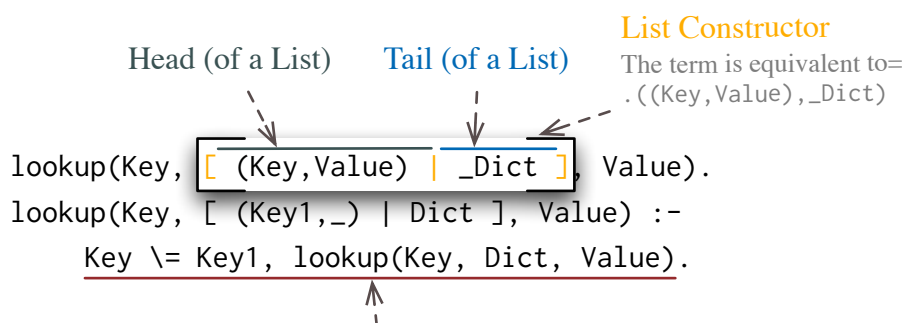 List Constructor
Head (of a List) Tail (of a List)
The term is equivalent to=
.((Key,Value),_Dict)
lookup(Key, [ (Key,Value) | _Dict ], Value).
lookup(Key, [ (Key1,_) | Dict ], Value) :-
Key \= Key1, lookup(Key, Dict, Value).